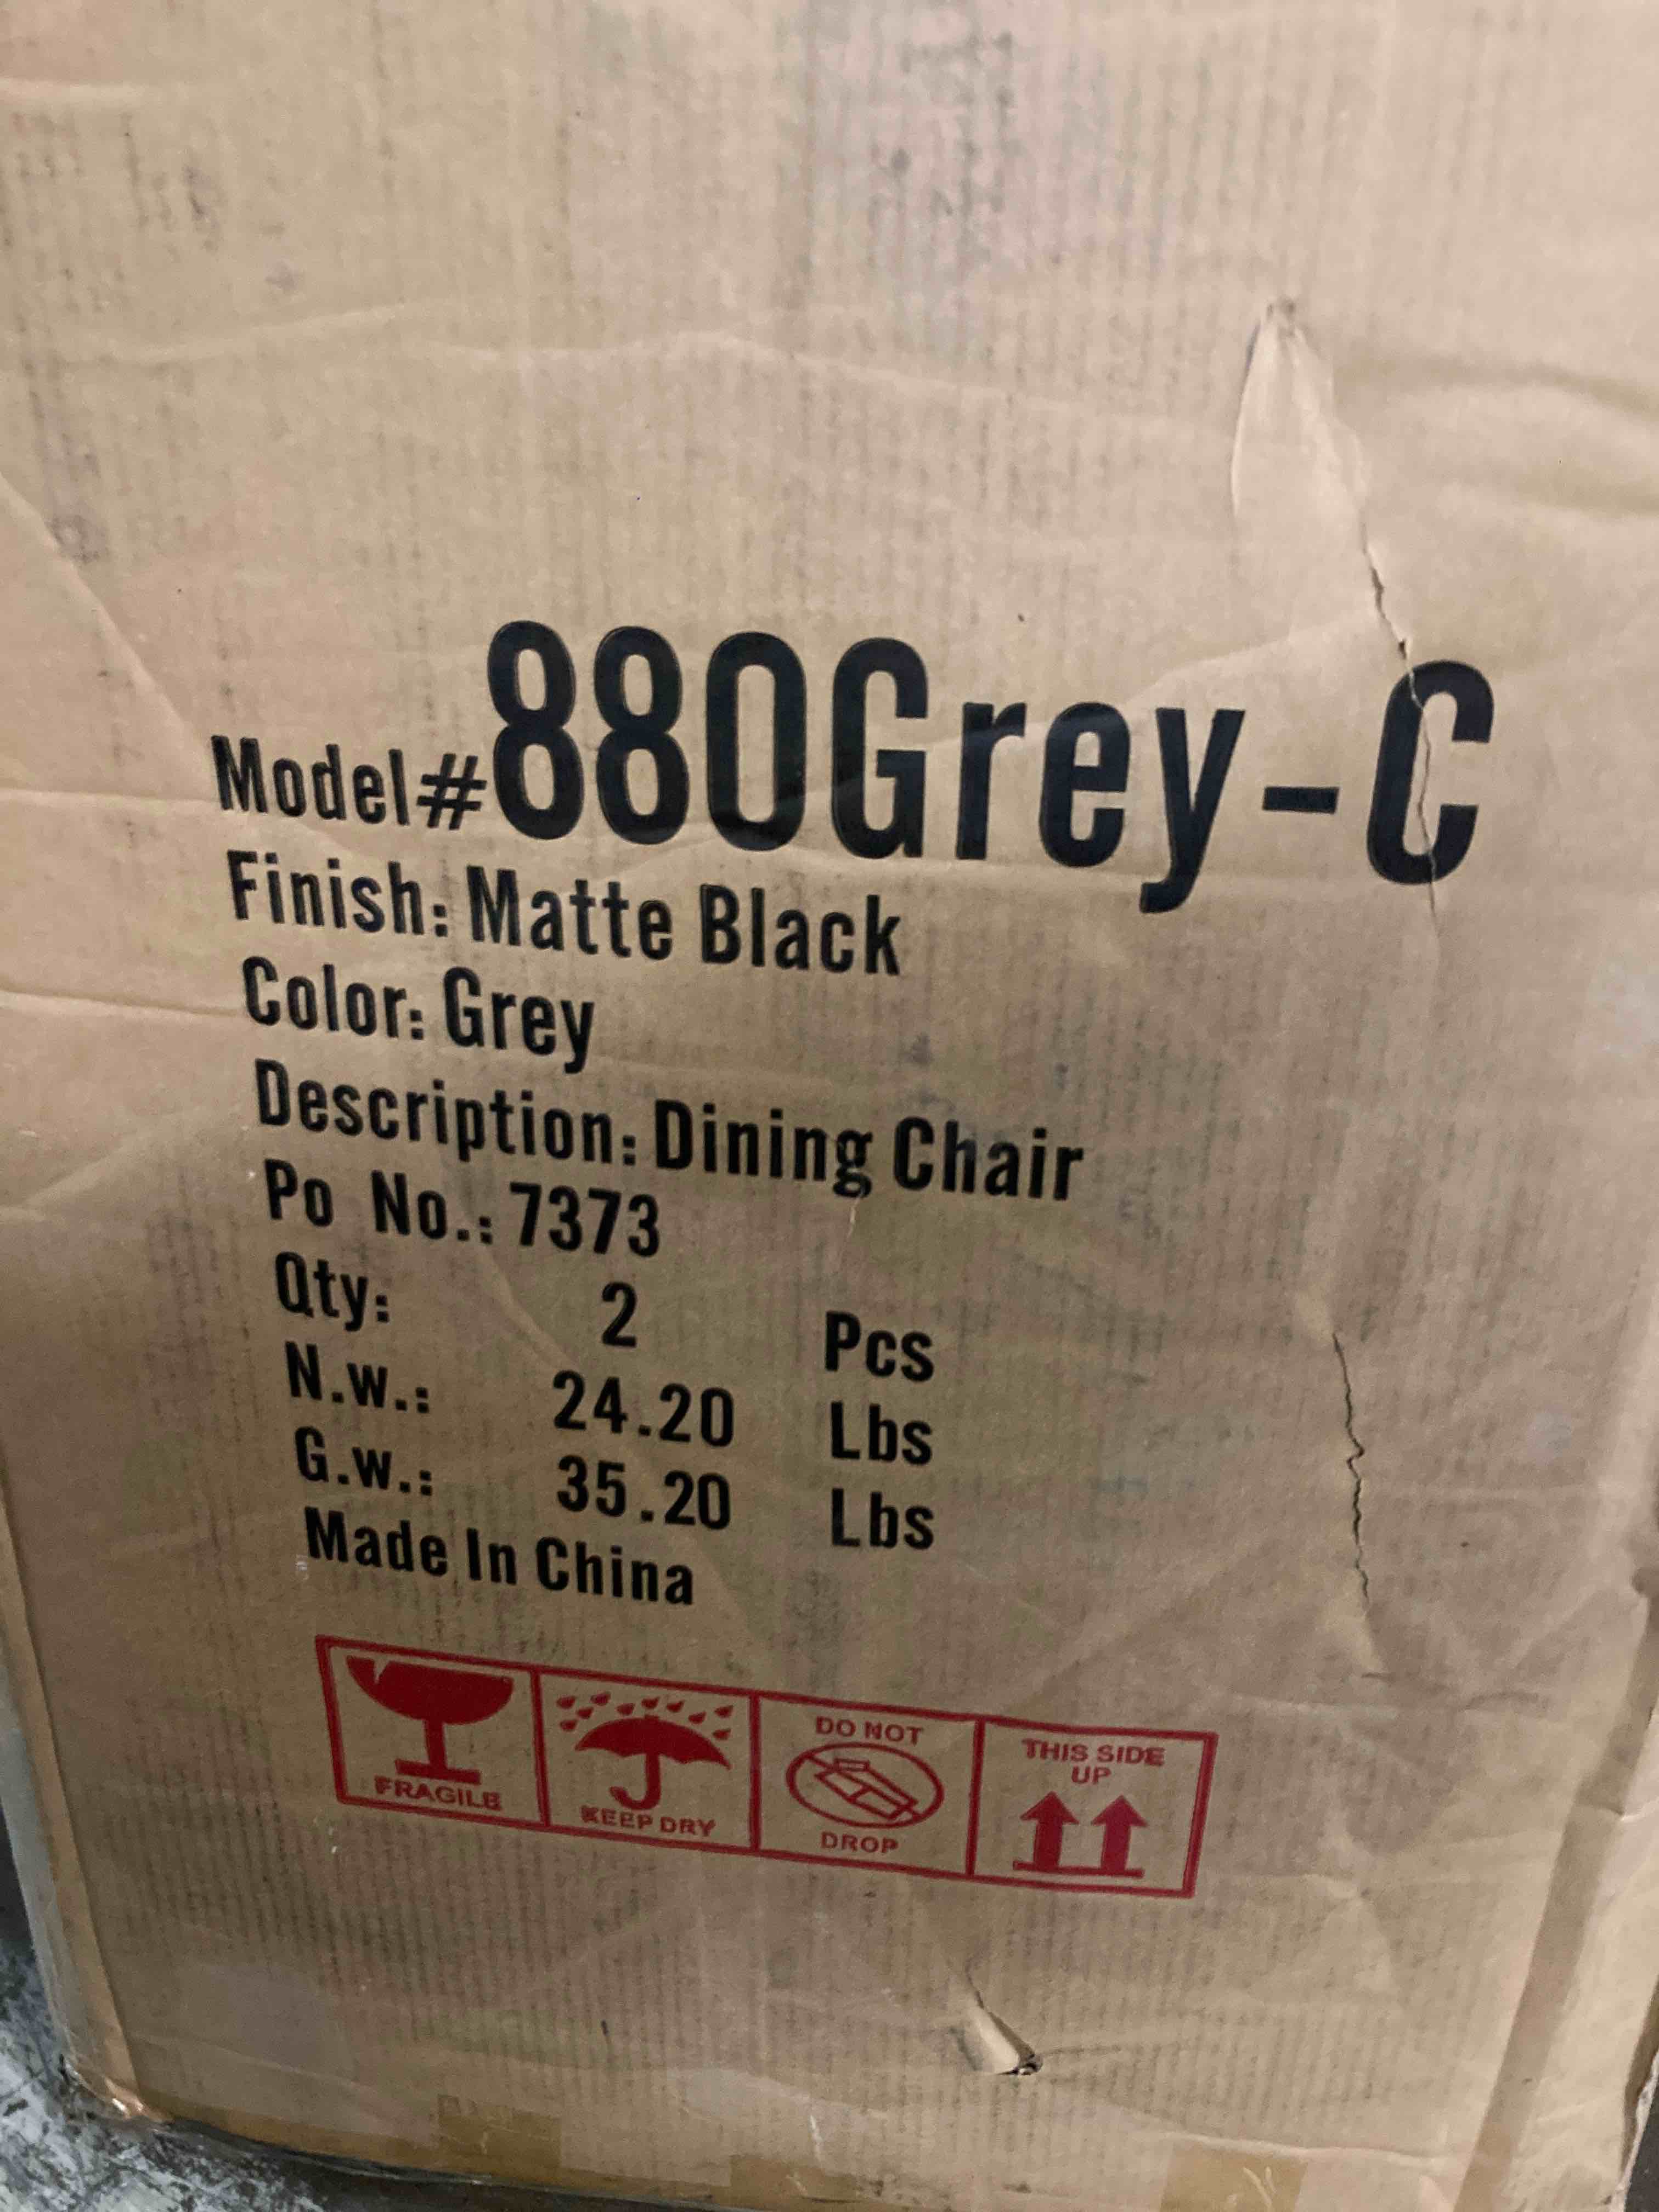 Model#880Grey-C
Finish: Matte Black
Color: Grey
Description: Dining Chair
Po No.: 7373
Qty: 2 Pcs
N.w.: 24.20 Lbs
G.w.: 35.20 Lbs
Made In China
FRAGILE
KEEP DRY
DO NOT
DROP
THIS SIDE
UP